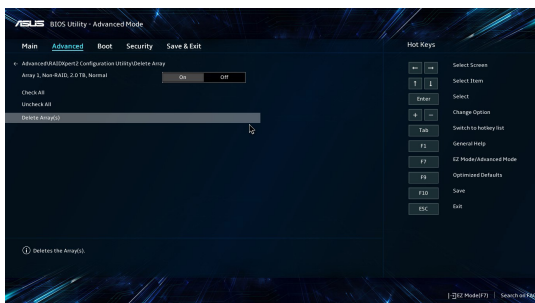 ASUS BIOS Utility - Advanced Mode
Main Advanced Boot Security Save & Exit
Hot Keys
← Advanced\RAIDXpert2 Configuration Utility\Delete Array
Array 1, Non-RAID, 2.0 TB, Normal On Off
Check All
Uncheck All
Delete Array(s)
← → Select Screen
↑ ↓ Select Item
Enter Select
+ − Change Option
Tab Switch to hotkey list
F1 General Help
F7 EZ Mode/Advanced Mode
F9 Optimized Defaults
F10 Save
ESC Exit
Deletes the Array(s).
EZ Mode(F7) | Search on FA